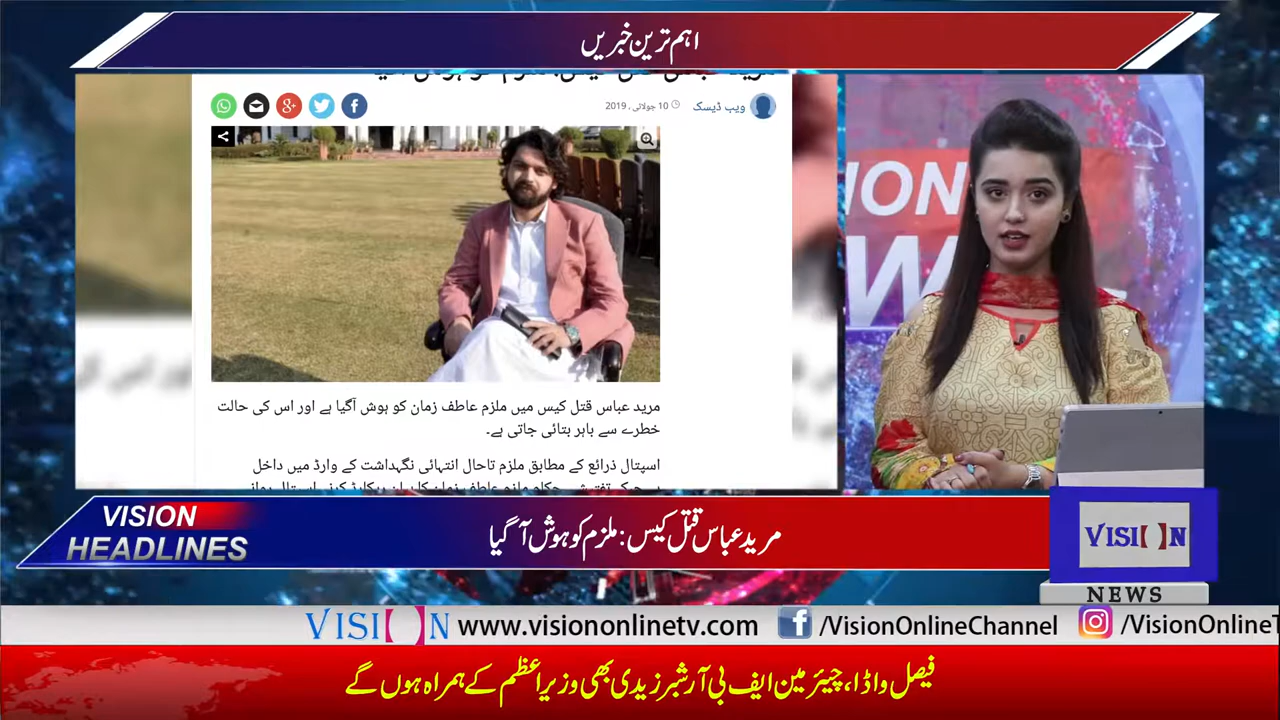 اہم ترین خبریں
ویب ڈیسک
10 جولائی , 2019
ION
مرید عباس قتل کیس میں ملزم عاطف زمان کو ہوش آگیا ہے اور اس کی حالت
خطرے سے باہر بتائی جاتی ہے۔
اسپتال ذرائع کے مطابق ملزم تاحال انتہائی نگہداشت کے وارڈ میں داخل
VISION
HEADLINES
مرید عباس قتل کیس : ملزم کو ہوش آ گیا
VISION
NEWS
VISION www.visiononlinetv.com /VisionOnlineChannel /VisionOnlineT
فیصل واڈا، چیئرمین ایف بی آر شبر زیدی بھی وزیراعظم کے ہمراہ ہوں گے